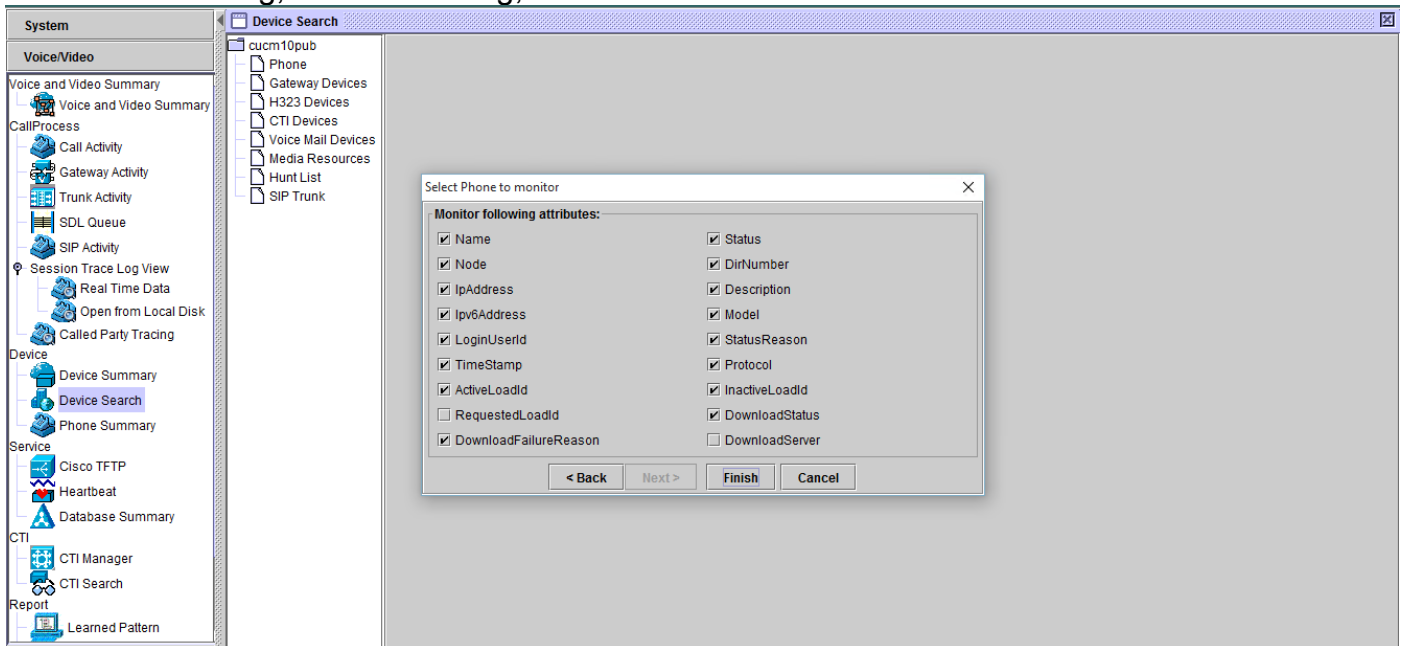 System
Voice/Video
Voice and Video Summary
Voice and Video Summary
CallProcess
Call Activity
Gateway Activity
Trunk Activity
SDL Queue
SIP Activity
Session Trace Log View
Real Time Data
Open from Local Disk
Called Party Tracing
Device
Device Summary
Device Search
Phone Summary
Service
Cisco TFTP
Heartbeat
Database Summary
CTI
CTI Manager
CTI Search
Report
Learned Pattern
Device Search
cucm10pub
Phone
Gateway Devices
H323 Devices
CTI Devices
Voice Mail Devices
Media Resources
Hunt List
SIP Trunk
Select Phone to monitor
Monitor following attributes:
Name Status
Node DirNumber
IpAddress Description
Ipv6Address Model
LoginUserId StatusReason
TimeStamp Protocol
ActiveLoadId InactiveLoadId
RequestedLoadId DownloadStatus
DownloadFailureReason DownloadServer
< Back Next > Finish Cancel